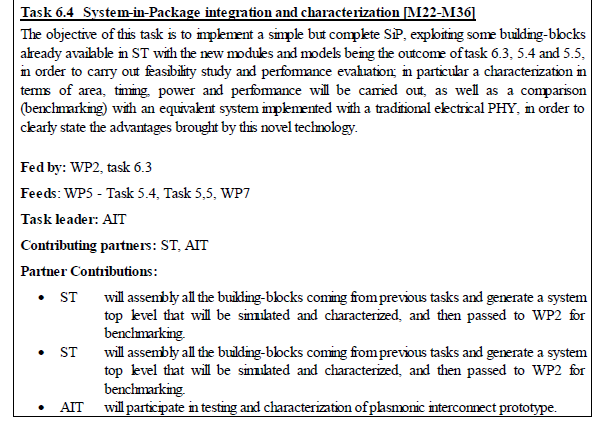 Task 6.4  System-in-Package integration and characterization [M22-M36]
The objective of this task is to implement a simple but complete SiP, exploiting some building-blocks
already available in ST with the new modules and models being the outcome of task 6.3, 5.4 and 5.5,
in order to carry out feasibility study and performance evaluation; in particular a characterization in
terms of area, timing, power and performance will be carried out, as well as a comparison
(benchmarking) with an equivalent system implemented with a traditional electrical PHY, in order to
clearly state the advantages brought by this novel technology.
Fed by: WP2, task 6.3
Feeds: WP5 - Task 5.4, Task 5,5, WP7
Task leader: AIT
Contributing partners: ST, AIT
Partner Contributions:
• ST will assembly all the building-blocks coming from previous tasks and generate a system
top level that will be simulated and characterized, and then passed to WP2 for
benchmarking.
• ST will assembly all the building-blocks coming from previous tasks and generate a system
top level that will be simulated and characterized, and then passed to WP2 for
benchmarking.
• AIT will participate in testing and characterization of plasmonic interconnect prototype.